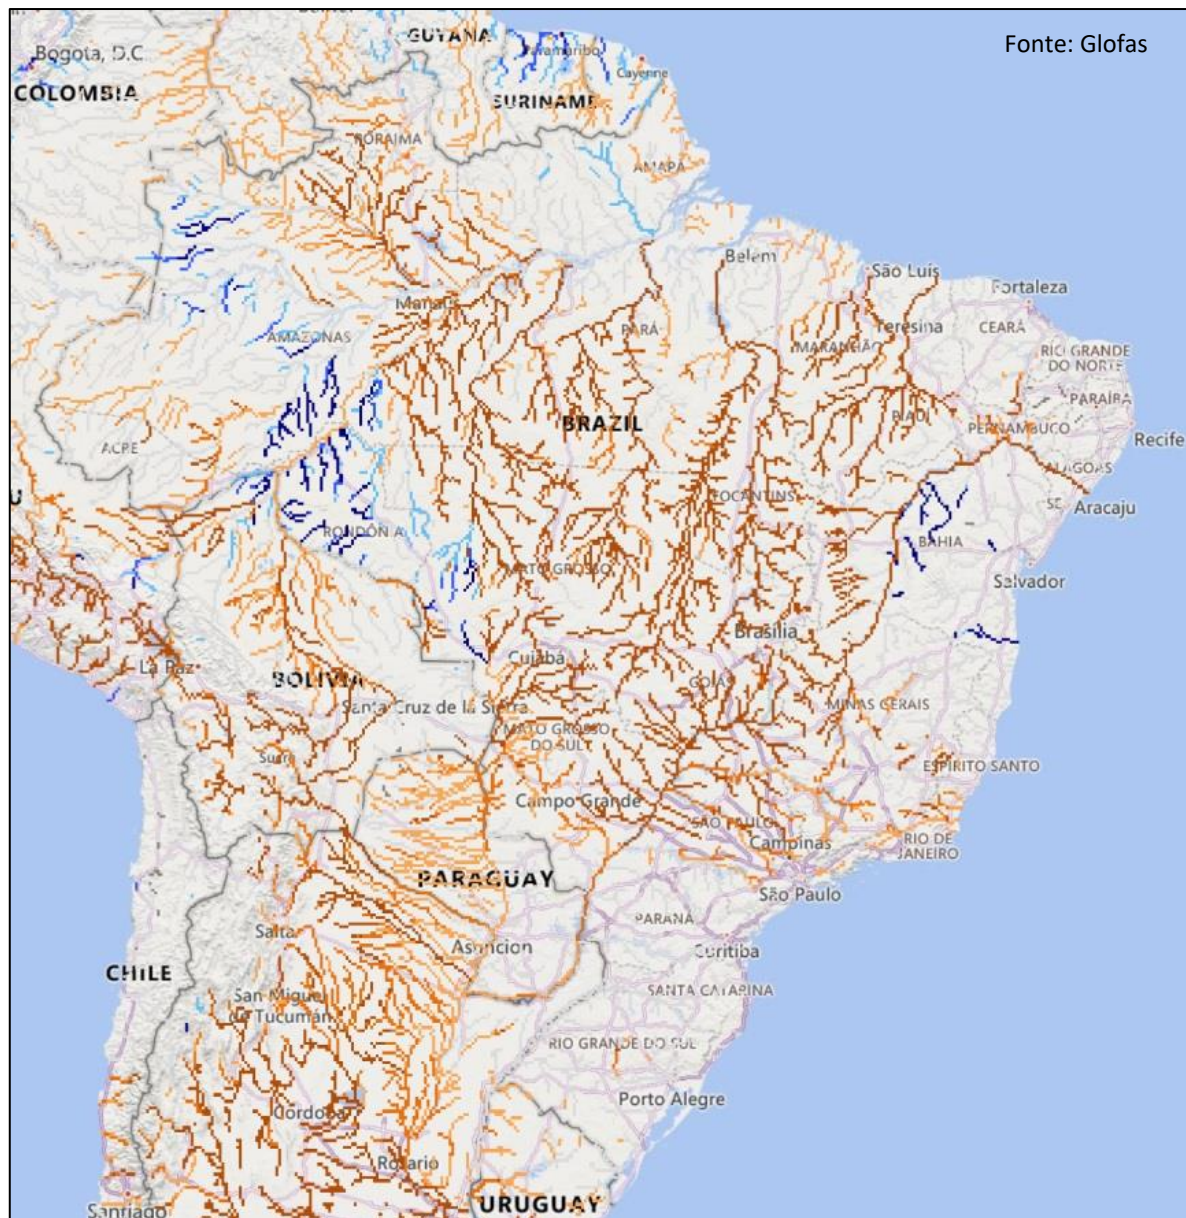 Fonte: Glofas
GUYANA
Paramaribo
Bogota, D.C
Cayenne
COLOMBIA
SURINAME
RORAIMA
AMAPÁ
Belem
São Luís
Fortaleza
Manaus
PARÁ
Teresina
CEARÁ
AMAZONAS
MARANHÃO
RIO GRANDE
DO NORTE
PARAÍBA
PIAUÍ
BRAZIL
PERNAMBUCO
Recife
ACRE
ALAGOAS
TOCANTINS
SE
Aracaju
U
RONDÔNIA
BAHIA
MATO GROSSO
Salvador
Brasília
La Paz
Cuiabá
BOLIVIA
GOIÁS
Santa Cruz de la Sierra
MINAS GERAIS
MATO GROSSO
DO SUL
Sucre
ESPÍRITO SANTO
Campo Grande
SÃO PAULO
Campinas
RIO DE
JANEIRO
PARAGUAY
São Paulo
PARANÁ
Salta
Asuncion
Curitiba
CHILE
SANTA CATARINA
San Miguel
de Tucumán
RIO GRANDE DO SUL
Porto Alegre
Córdoba
Rosario
Santiago
URUGUAY